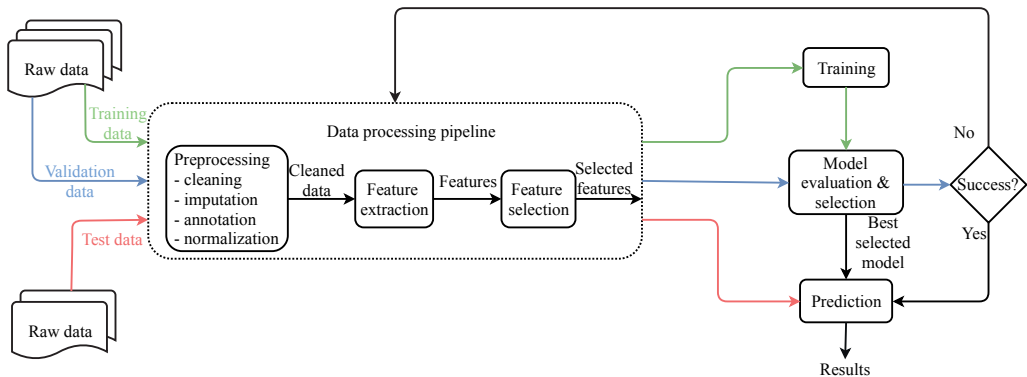 Raw data
Training
data
Validation
data
Test data
Raw data
Data processing pipeline
Preprocessing
- cleaning
- imputation
- annotation
- normalization
Cleaned
data
Feature
extraction
Features
Feature
selection
Selected
features
Training
Model
evaluation &
selection
Best
selected
model
No
Success?
Yes
Prediction
Results